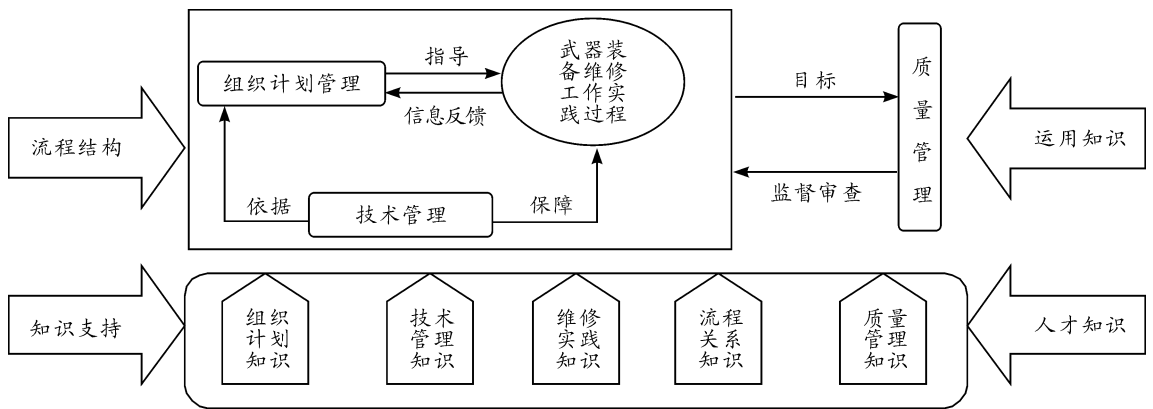 指导
武器装
备维修
工作实
践过程
组织计划管理
信息反馈
目标
质
量
管
理
流程结构
运用知识
监督审查
依据
技术管理
保障
知识支持
组织
计划
知识
技术
管理
知识
维修
实践
知识
流程
关系
知识
质量
管理
知识
人才知识